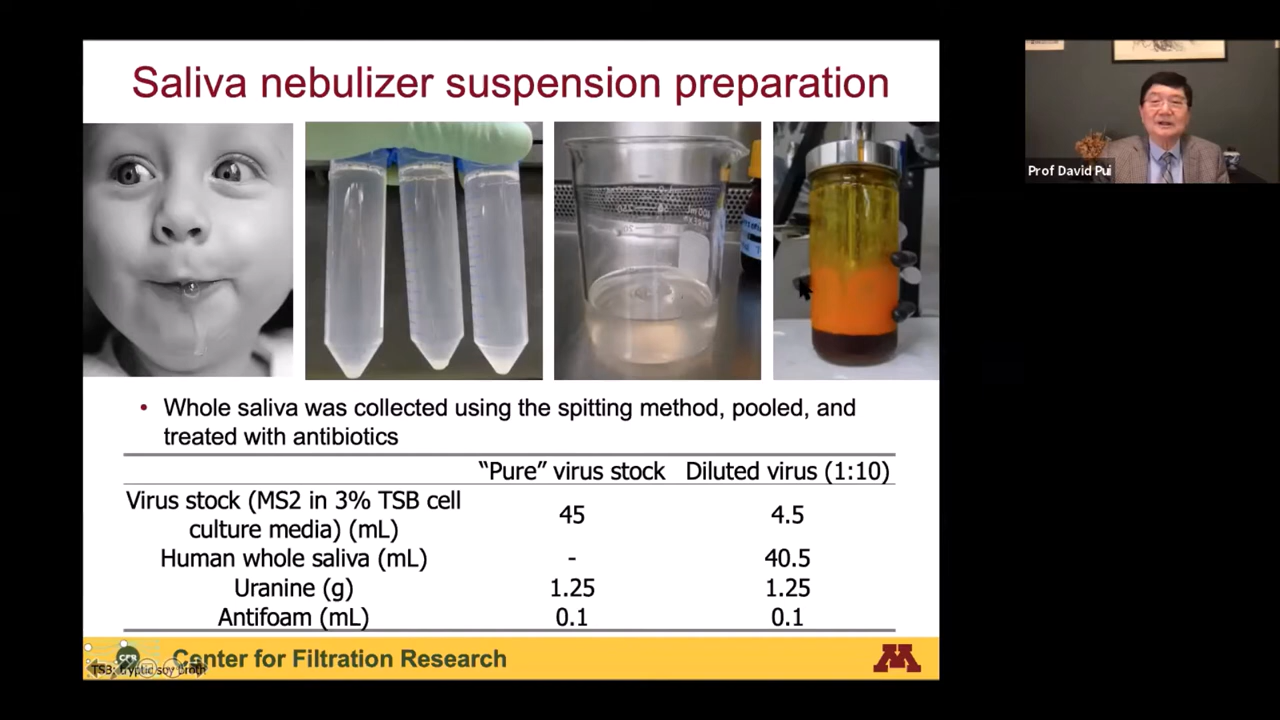 Saliva nebulizer suspension preparation
Prof David Pui
• Whole saliva was collected using the spitting method, pooled, and
treated with antibiotics
“Pure” virus stock Diluted virus (1:10)
Virus stock (MS2 in 3% TSB cell
culture media) (mL) 45 4.5
Human whole saliva (mL) - 40.5
Uranine (g) 1.25 1.25
Antifoam (mL) 0.1 0.1
Center for Filtration Research
M
TSB: tryptic soy broth